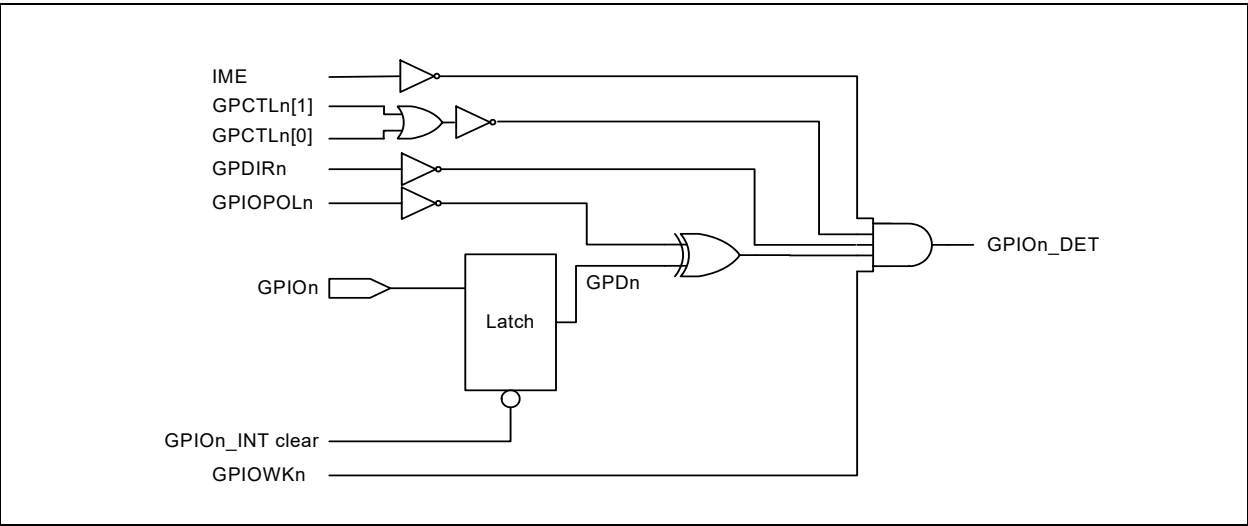 IME
GPCTLn[1]
GPCTLn[0]
GPDIRn
GPIOPOLn
GPIOn_DET
GPIOn
GPDn
Latch
GPIOn_INT clear
GPIOWKn